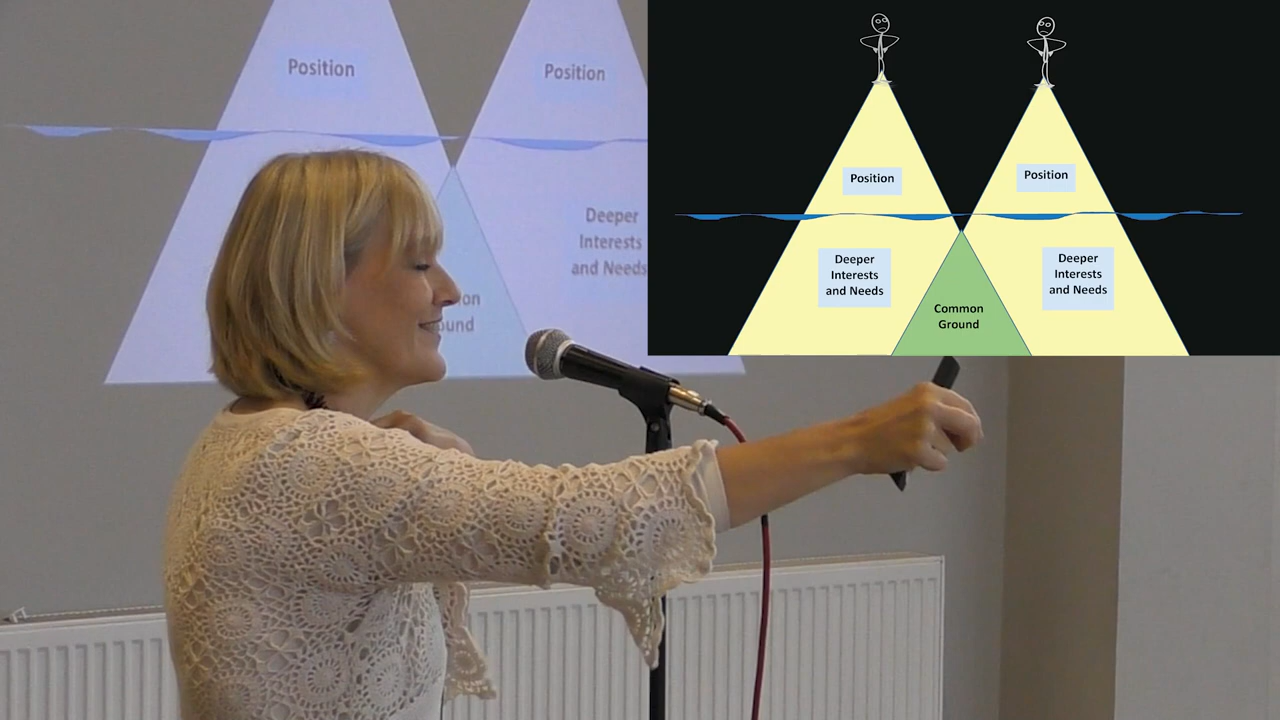 Position
Position
Deeper
Interests
and Needs
Position
Position
Deeper
Interests
and Needs
Deeper
Interests
and Needs
Common
Ground